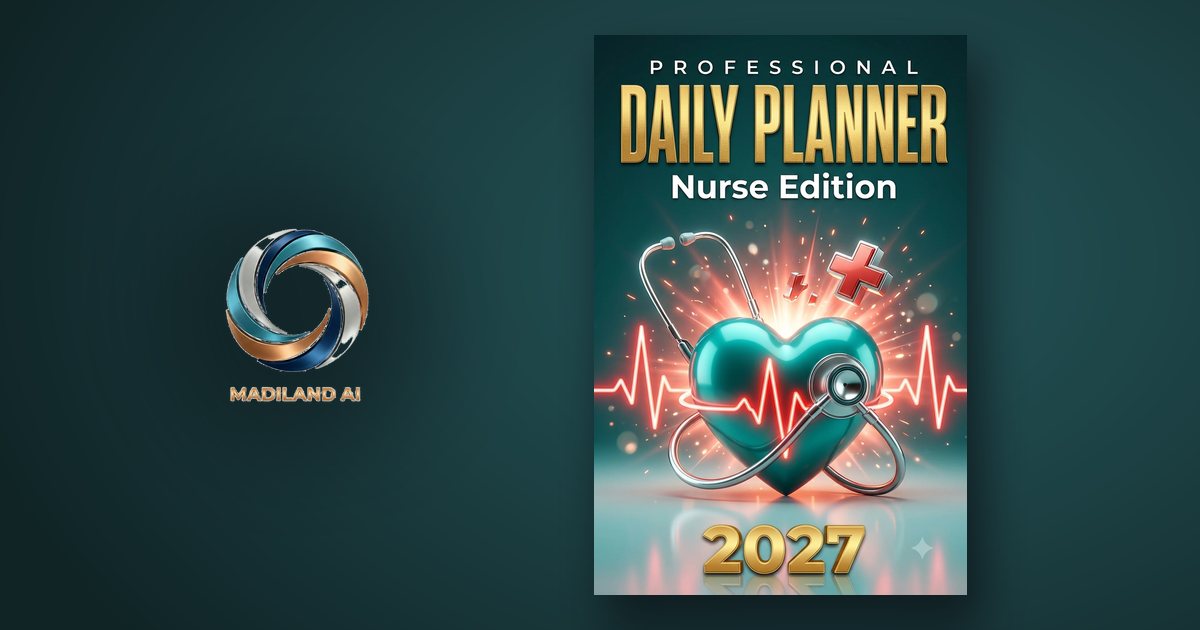 MADILAND AI
PROFESSIONAL
DAILY PLANNER
Nurse Edition
2027